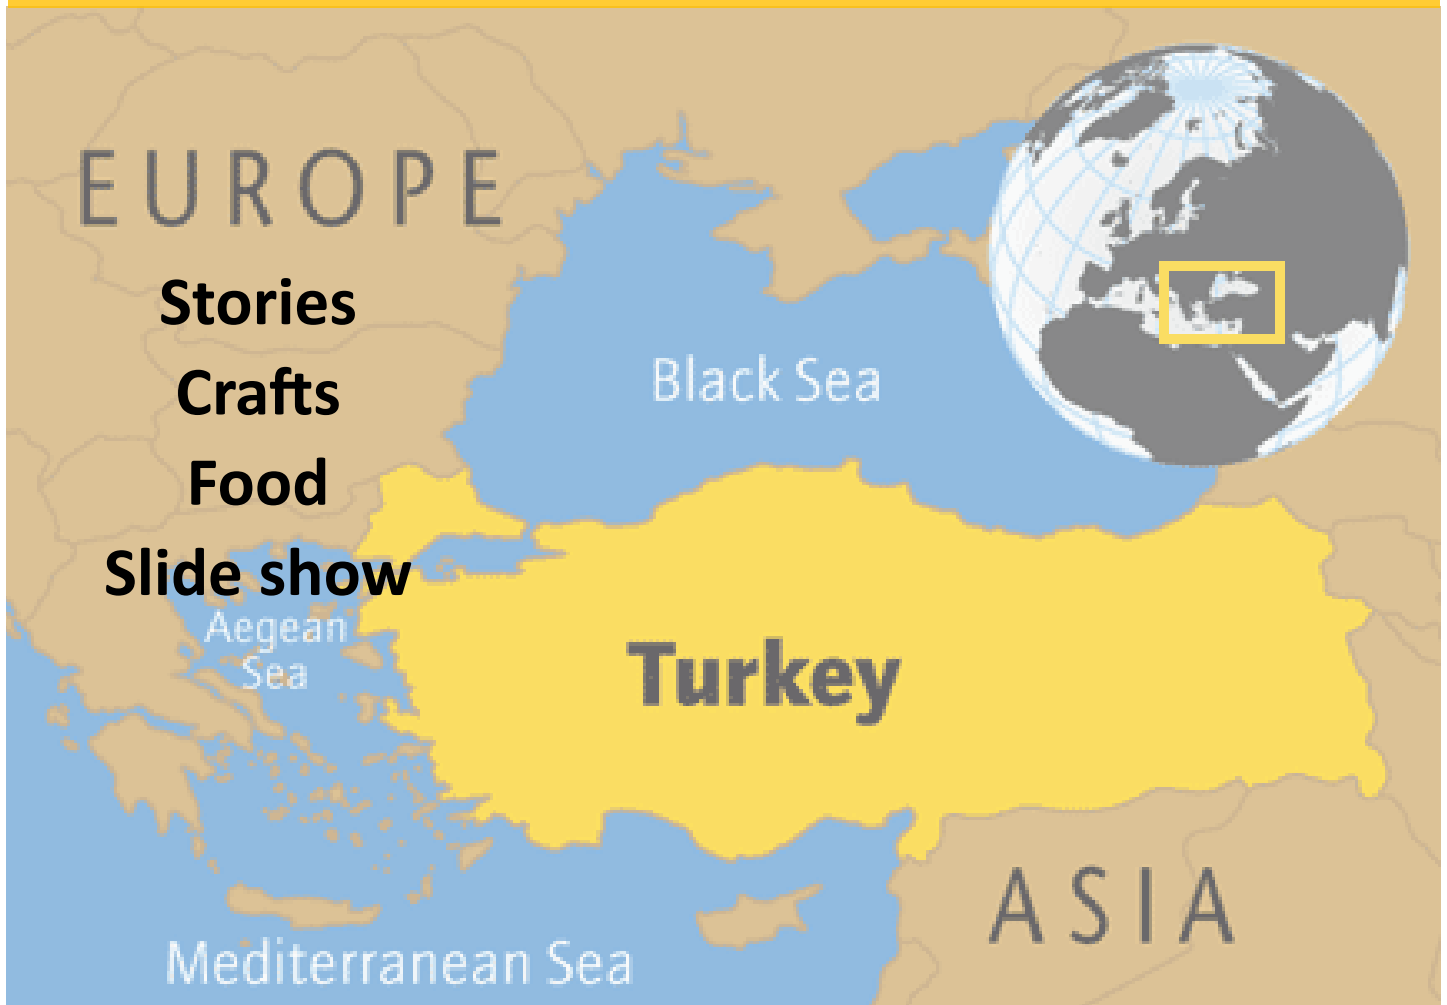 EUROPE
Stories
Crafts
Food
Slide show
Black Sea
Aegean
Sea
Turkey
ASIA
Mediterranean Sea